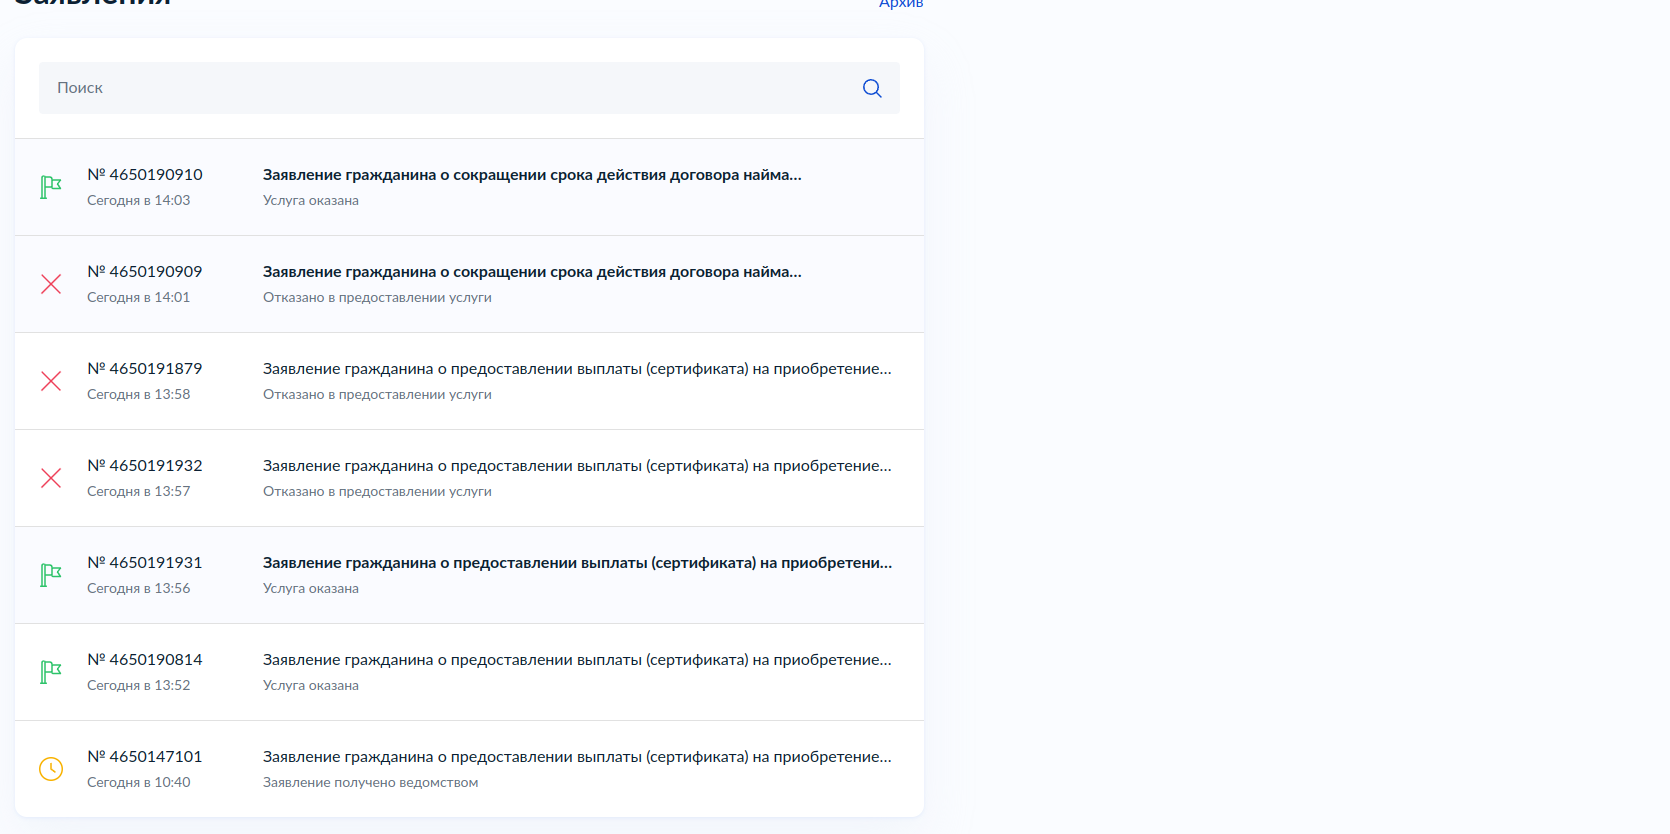 Заявления
Архив
Поиск
№ 4650190910
Заявление гражданина о сокращении срока действия договора найма...
Сегодня в 14:03
Услуга оказана
№ 4650190909
Заявление гражданина о сокращении срока действия договора найма...
Сегодня в 14:01
Отказано в предоставлении услуги
№ 4650191879
Заявление гражданина о предоставлении выплаты (сертификата) на приобретение...
Сегодня в 13:58
Отказано в предоставлении услуги
№ 4650191932
Заявление гражданина о предоставлении выплаты (сертификата) на приобретение...
Сегодня в 13:57
Отказано в предоставлении услуги
№ 4650191931
Заявление гражданина о предоставлении выплаты (сертификата) на приобретени...
Сегодня в 13:56
Услуга оказана
№ 4650190814
Заявление гражданина о предоставлении выплаты (сертификата) на приобретение...
Сегодня в 13:52
Услуга оказана
№ 4650147101
Заявление гражданина о предоставлении выплаты (сертификата) на приобретение...
Сегодня в 10:40
Заявление получено ведомством